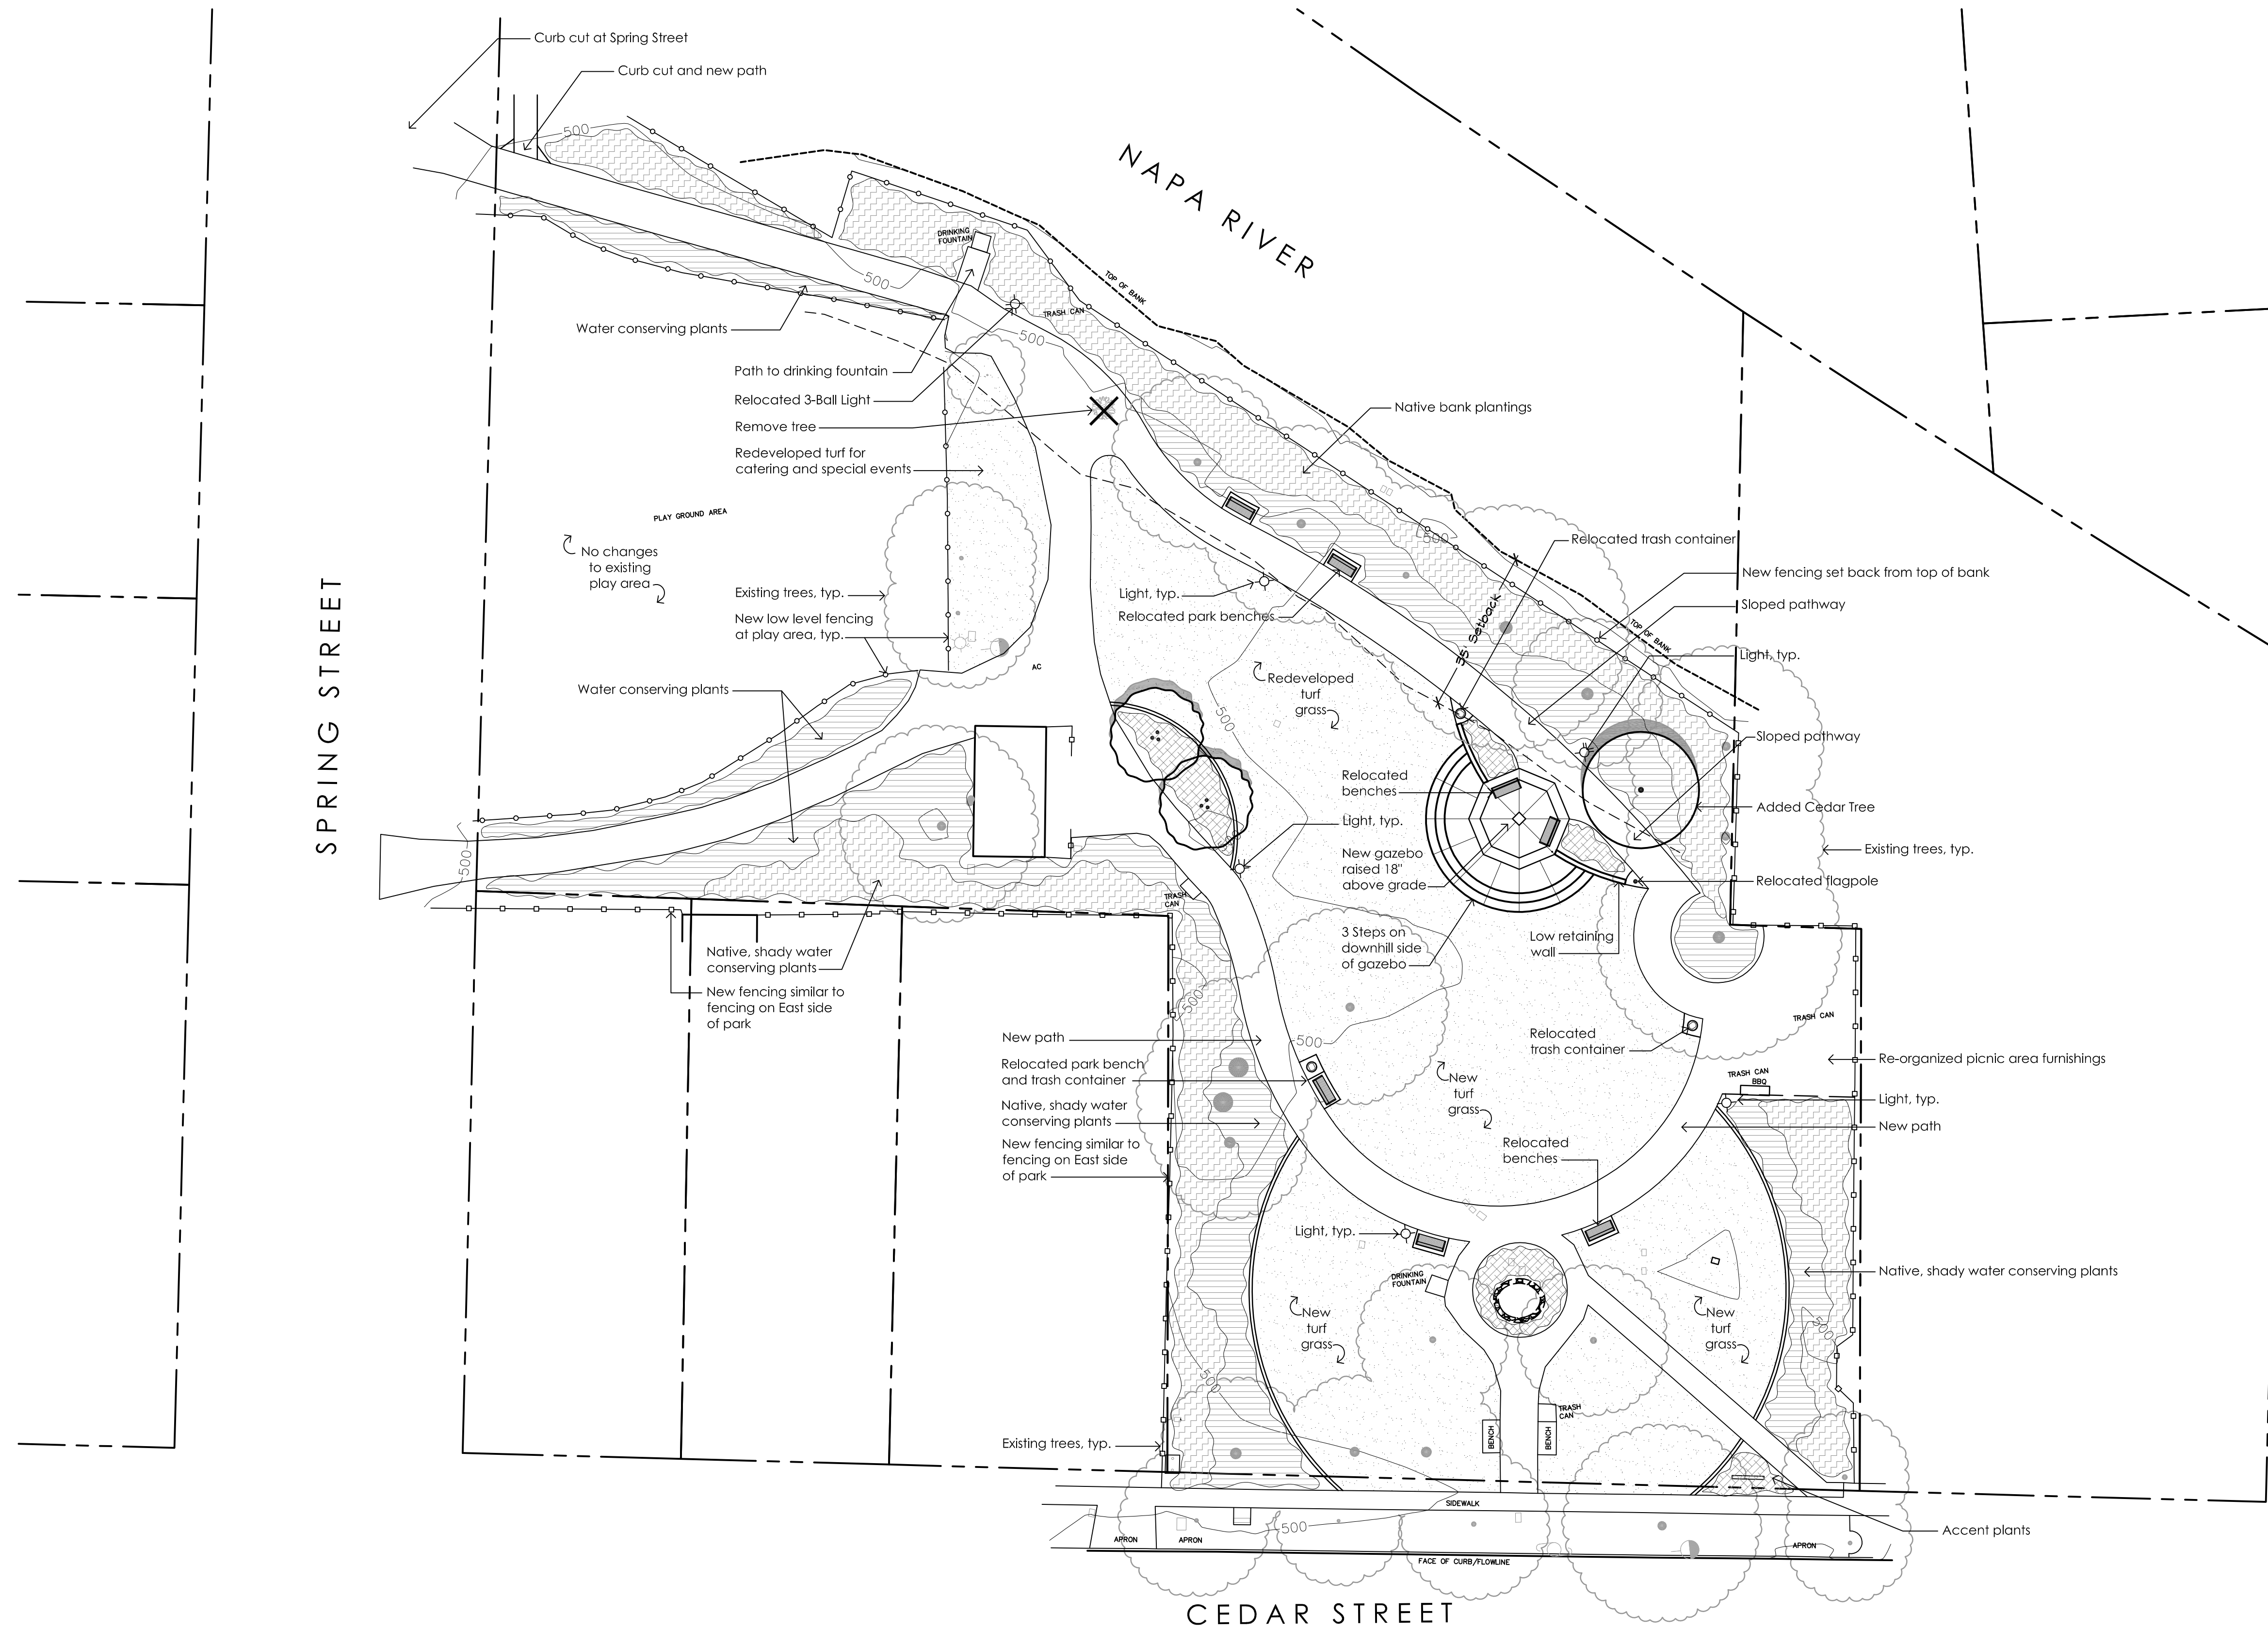 Curb cut at Spring Street
Curb cut and new path
500
NAPA RIVER
DRINKING
FOUNTAIN
500
TOP OF BANK
TRASH CAN
Water conserving plants
500
Path to drinking fountain
Relocated 3-Ball Light
Remove tree
Native bank plantings
Redeveloped turf for
catering and special events
PLAY GROUND AREA
No changes
to existing
play area
500
Relocated trash container
New fencing set back from top of bank
Existing trees, typ.
Light, typ.
Sloped pathway
New low level fencing
at play area, typ.
Relocated park benches
35' Setback
TOP OF BANK
Light, typ.
AC
SPRING STREET
Water conserving plants
Redeveloped
turf
grass
500
Sloped pathway
Relocated
benches
Added Cedar Tree
Light, typ.
500
New gazebo
raised 18"
above grade
Existing trees, typ.
Relocated flagpole
TRASH
CAN
3 Steps on
downhill side
of gazebo
Low retaining
wall
Native, shady water
conserving plants
New fencing similar to
fencing on East side
of park
500
TRASH CAN
New path
500
Relocated
trash container
Relocated park bench
and trash container
Re-organized picnic area furnishings
TRASH CAN
BBQ
New
turf
grass
Light, typ.
Native, shady water
conserving plants
New path
New fencing similar to
fencing on East side
of park
Relocated
benches
Light, typ.
DRINKING
FOUNTAIN
Native, shady water conserving plants
New
turf
grass
New
turf
grass
500
500
TRASH
CAN
BENCH
BENCH
Existing trees, typ.
SIDEWALK
500
APRON
APRON
APRON
Accent plants
FACE OF CURB/FLOWLINE
CEDAR STREET